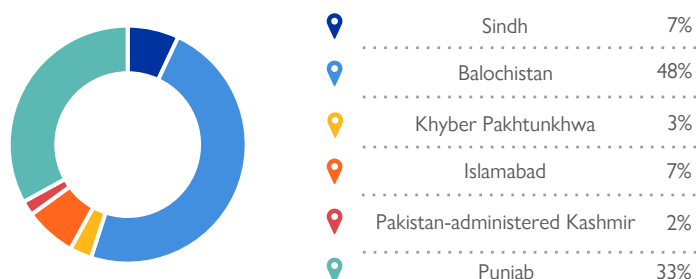 Sindh 7%
Balochistan 48%
Khyber Pakhtunkhwa 3%
Islamabad 7%
Pakistan-administered Kashmir 2%
Punjab 33%